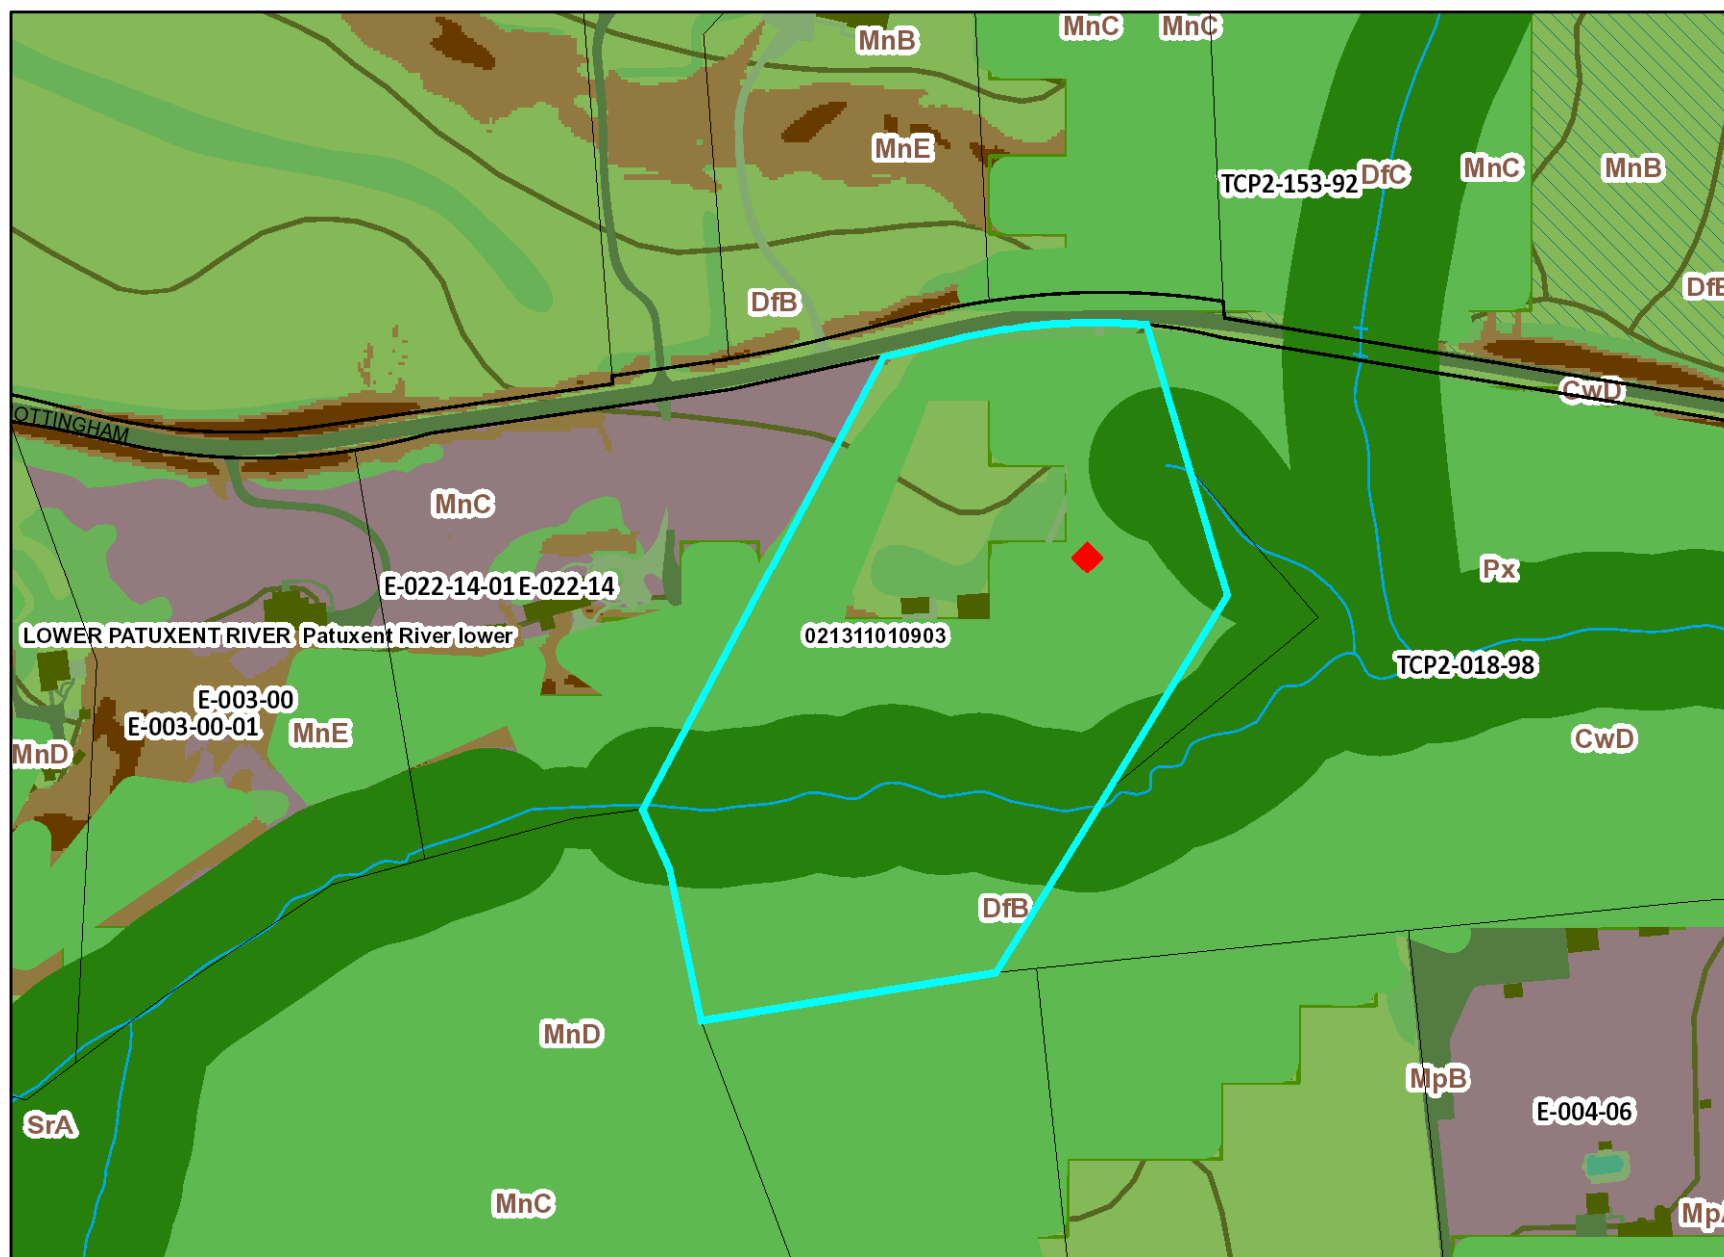 MnC MnC
MnB
MnE
MnC
MnB
TCP2-153-92 DfC
DfB
CwD
OTTINGHAM
MnC
Px
E-022-14-01 E-022-14
LOWER PATUXENT RIVER Patuxent River lower
021311010903
TCP2-018-98
E-003-00
E-003-00-01
MnE
MnD
CwD
DfB
MnD
MpB
E-004-06
SrA
MnC